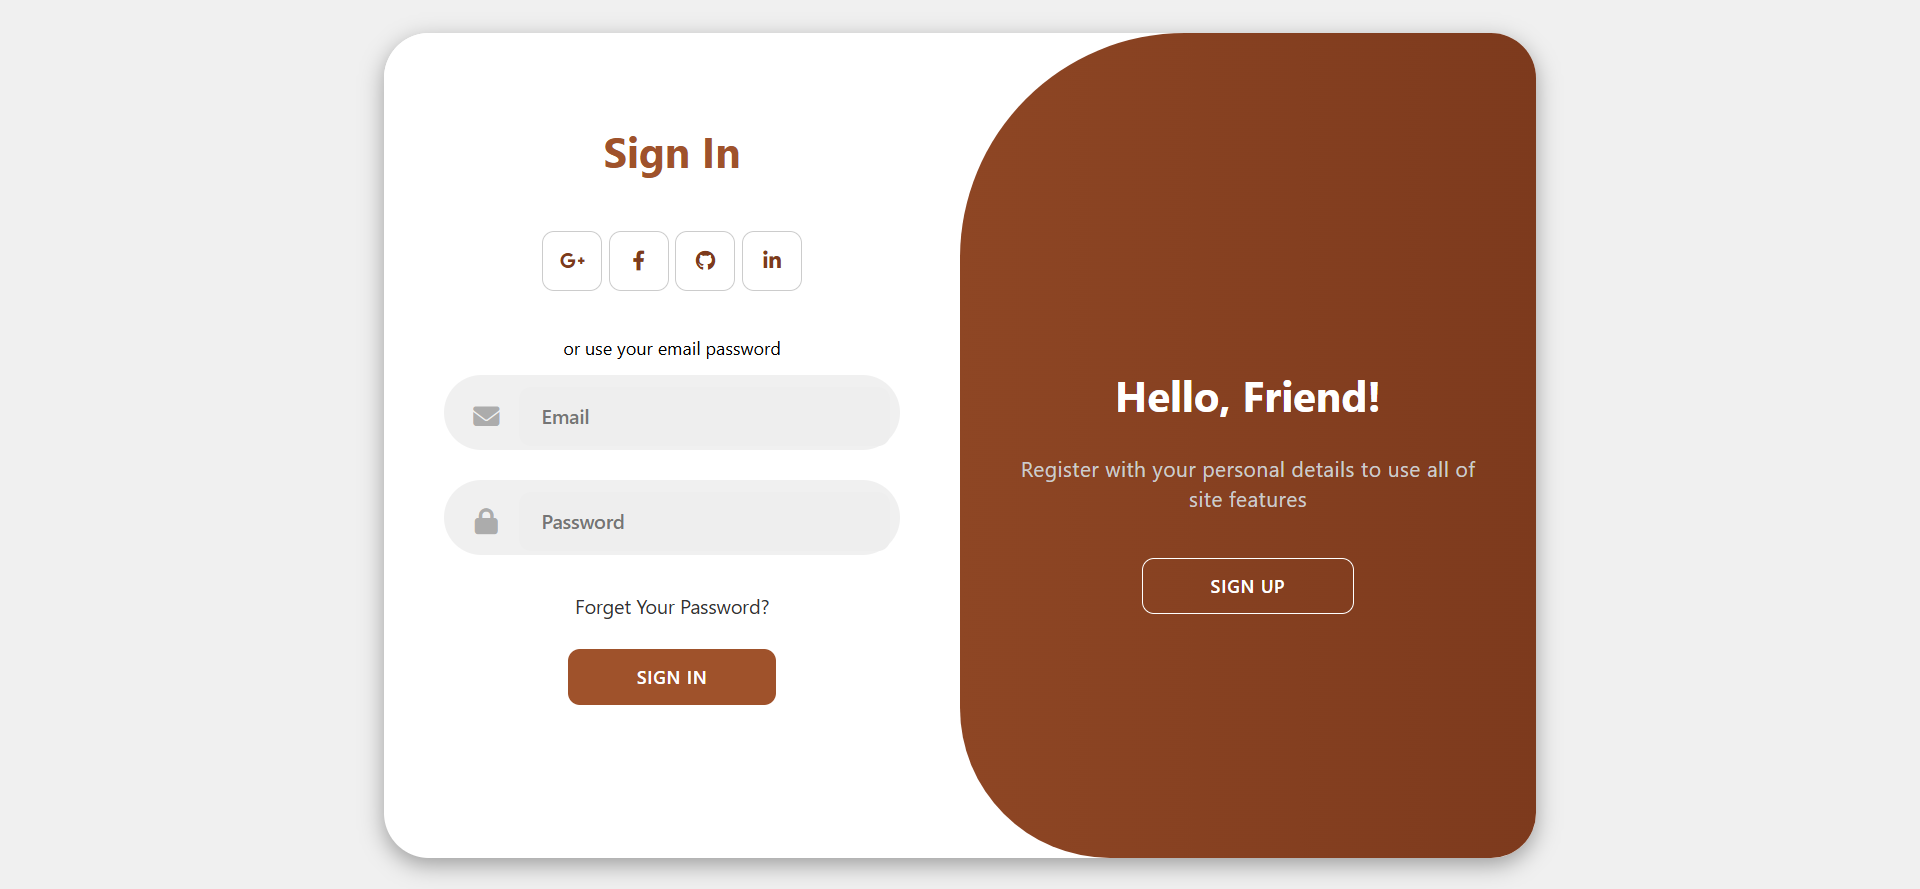 Sign In
G+
f
in
or use your email password
Email
Password
Forget Your Password?
SIGN IN
Hello, Friend!
Register with your personal details to use all of
site features
SIGN UP